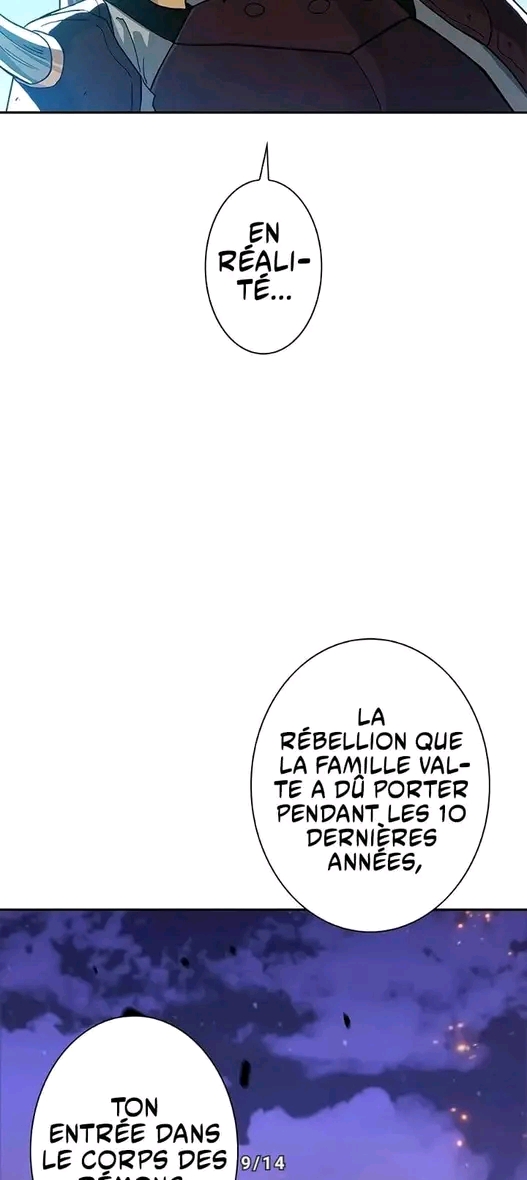 EN
RÉALI-
TÉ...
LA
RÉBELLION QUE
LA FAMILLE VAL-
TE A DÛ PORTER
PENDANT LES 10
DERNIÈRES
ANNÉES,
TON
ENTRÉE DANS
LE CORPS DES
9/14